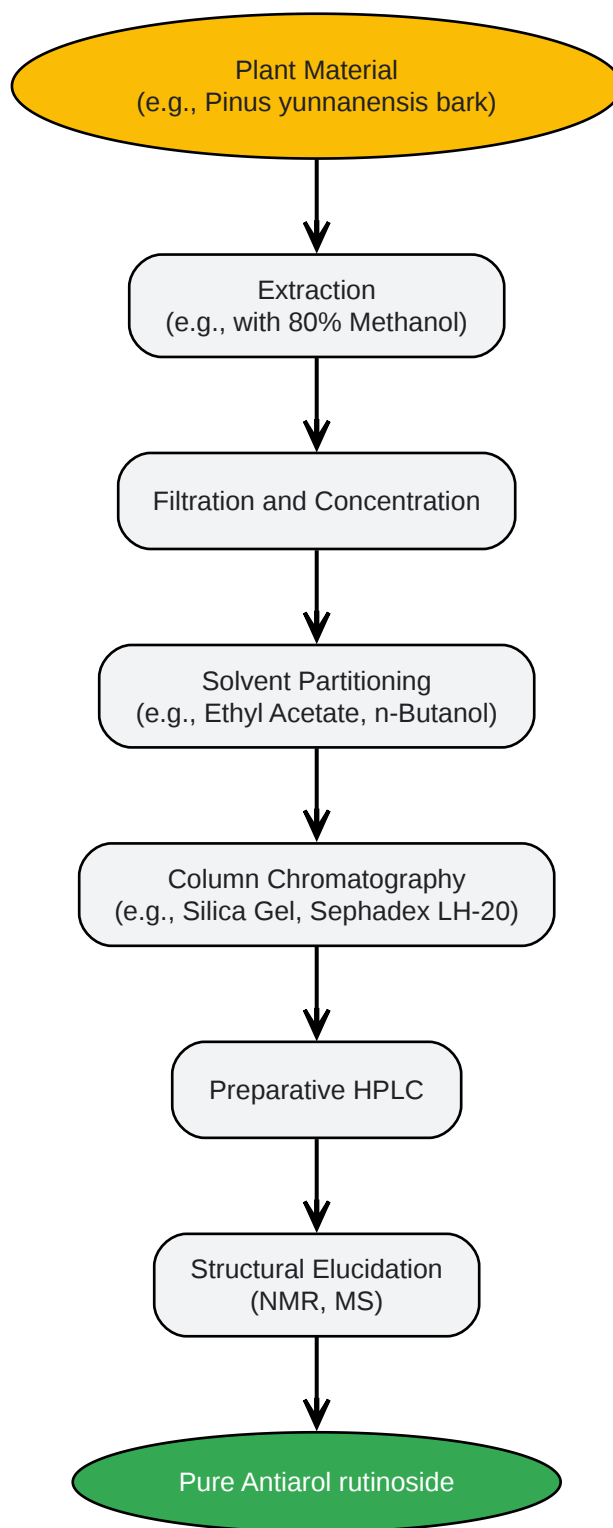 Plant Material
(e.g., Pinus yunnanensis bark)
Extraction
(e.g., with 80% Methanol)
Filtration and Concentration
Solvent Partitioning
(e.g., Ethyl Acetate, n-Butanol)
Column Chromatography
(e.g., Silica Gel, Sephadex LH-20)
Preparative HPLC
Structural Elucidation
(NMR, MS)
Pure Antiarol rutinoside